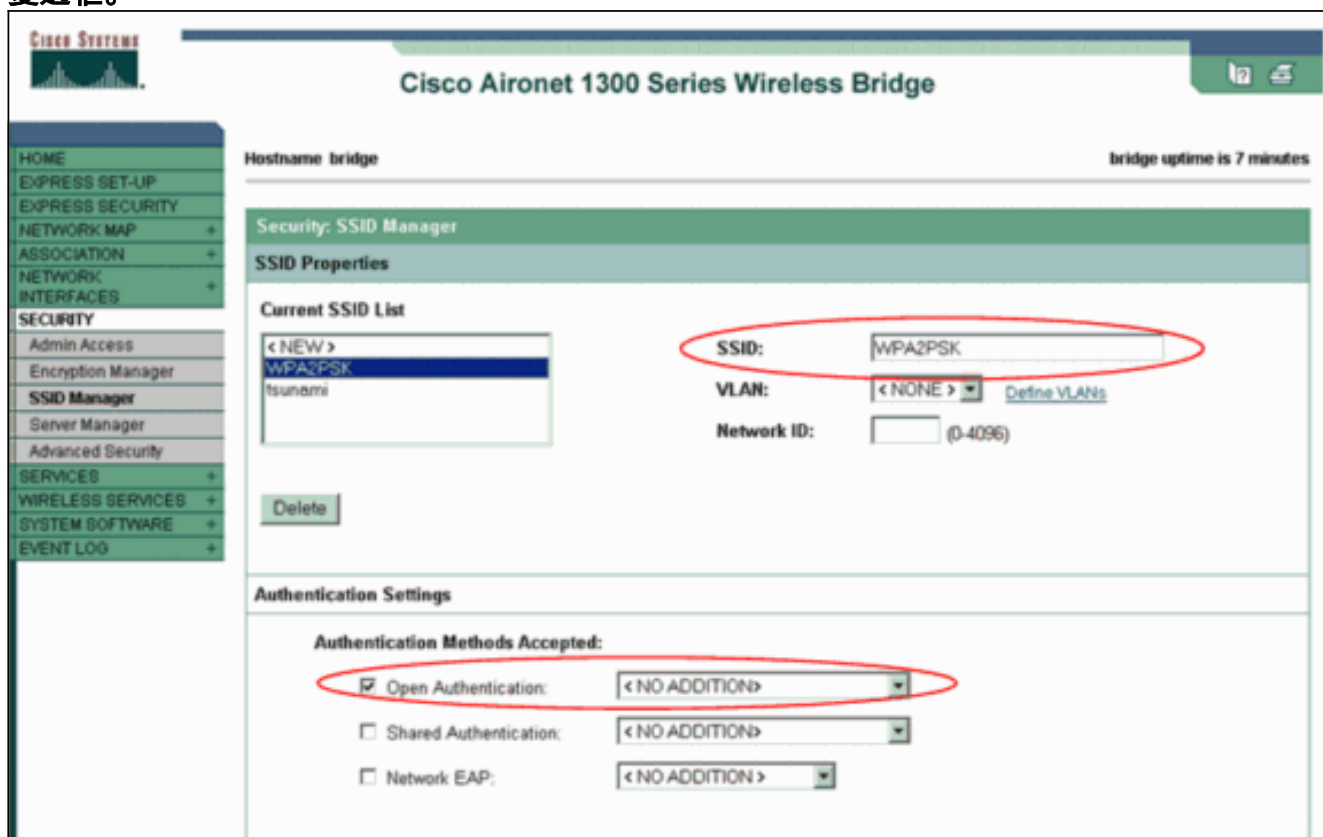 CISCO SYSTEMS
Cisco Aironet 1300 Series Wireless Bridge
HOME
EXPRESS SET-UP
EXPRESS SECURITY
NETWORK MAP +
ASSOCIATION +
NETWORK INTERFACES +
SECURITY
Admin Access
Encryption Manager
SSID Manager
Server Manager
Advanced Security
SERVICES +
WIRELESS SERVICES +
SYSTEM SOFTWARE +
EVENT LOG +
Hostname bridge
bridge uptime is 7 minutes
Security: SSID Manager
SSID Properties
Current SSID List
< NEW >
WPA2PSK
tsunami
Delete
SSID: WPA2PSK
VLAN: < NONE > Define VLANs
Network ID: (0-4096)
Authentication Settings
Authentication Methods Accepted:
Open Authentication: < NO ADDITION>
Shared Authentication: < NO ADDITION>
Network EAP: < NO ADDITION >